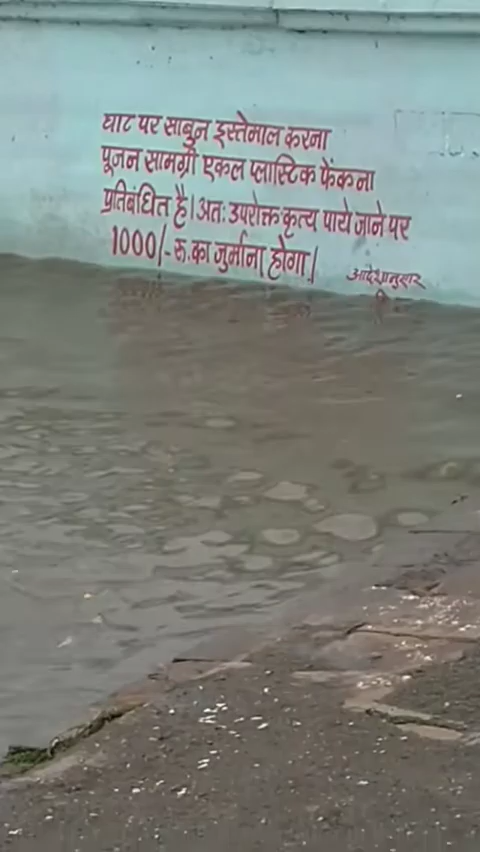 घाट पर साबुन इस्तेमाल करना
पूजन सामग्री एकल प्लास्टिक फेंकना
प्रतिबंधित है। अतः उपरोक्त कृत्य पाये जाने पर
1000/- रू. का जुर्माना होगा।
आदेशानुसार